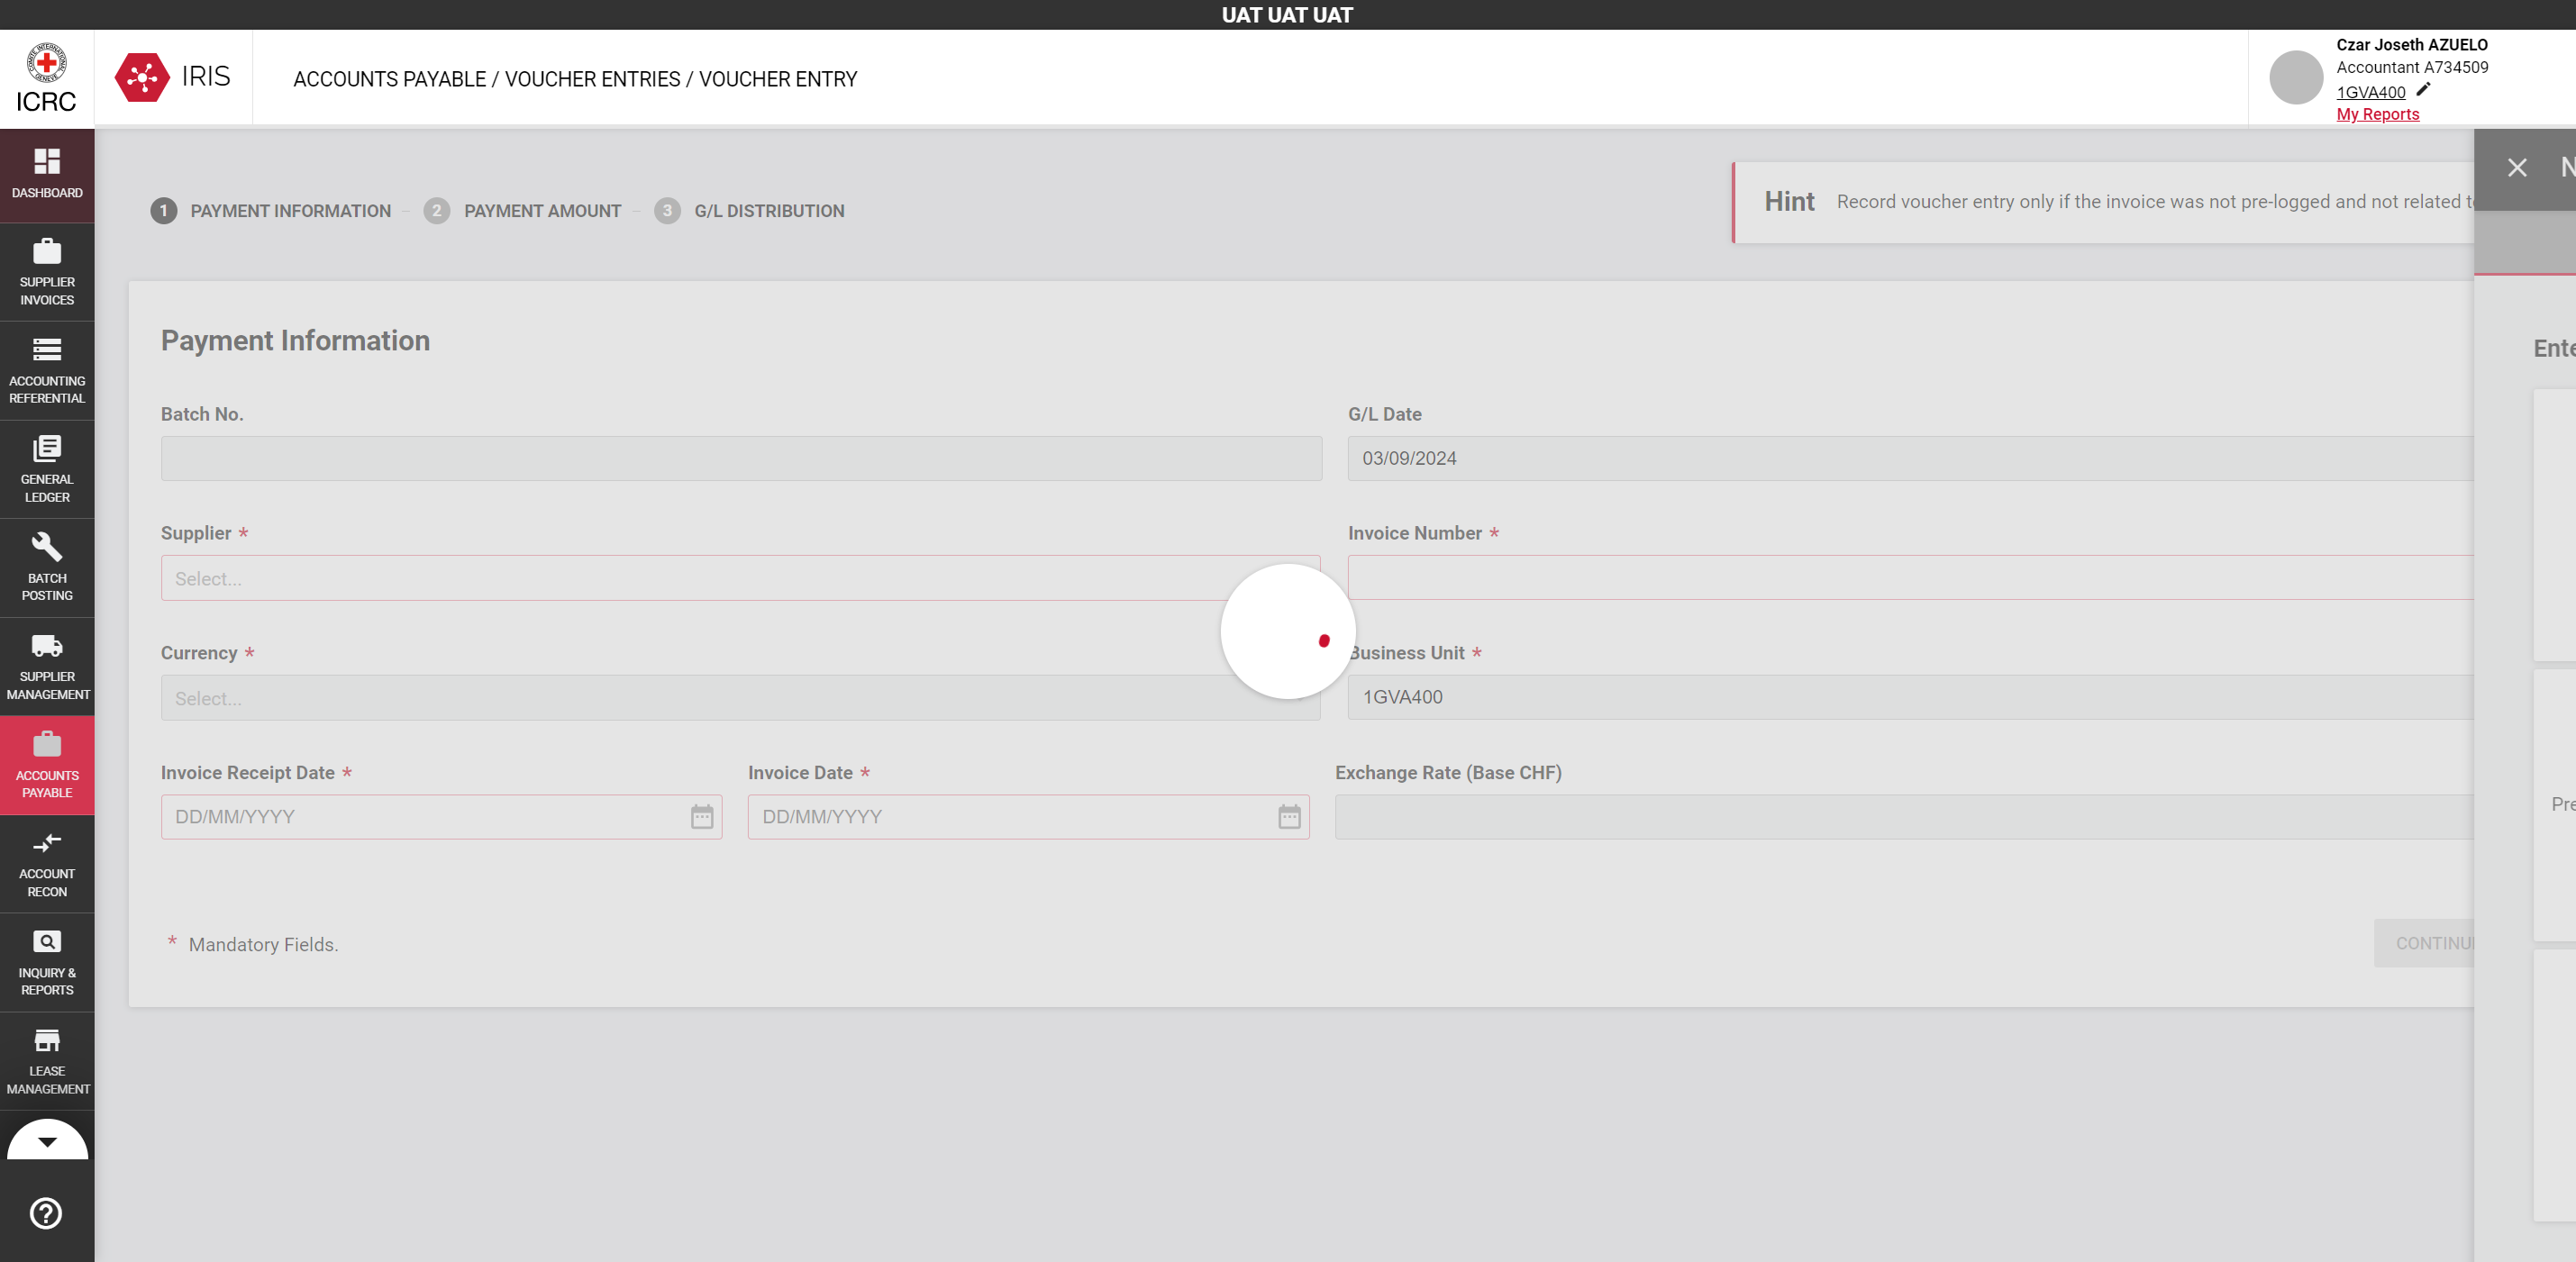 UAT UAT UAT
ICRC
IRIS
ACCOUNTS PAYABLE / VOUCHER ENTRIES / VOUCHER ENTRY
Czar Joseth AZUELO
Accountant A734509
1GVA400
My Reports
DASHBOARD
SUPPLIER
INVOICES
ACCOUNTING
REFERENTIAL
GENERAL
LEDGER
BATCH
POSTING
SUPPLIER
MANAGEMENT
ACCOUNTS
PAYABLE
ACCOUNT
RECON
INQUIRY &
REPORTS
LEASE
MANAGEMENT
1 PAYMENT INFORMATION
2 PAYMENT AMOUNT
3 G/L DISTRIBUTION
Hint Record voucher entry only if the invoice was not pre-logged and not related
Payment Information
Batch No.
G/L Date
03/09/2024
Supplier *
Select...
Invoice Number *
Currency *
Select...
Business Unit *
1GVA400
Invoice Receipt Date *
DD/MM/YYYY
Invoice Date *
DD/MM/YYYY
Exchange Rate (Base CHF)
* Mandatory Fields.
CONTINU
Ente
Pre